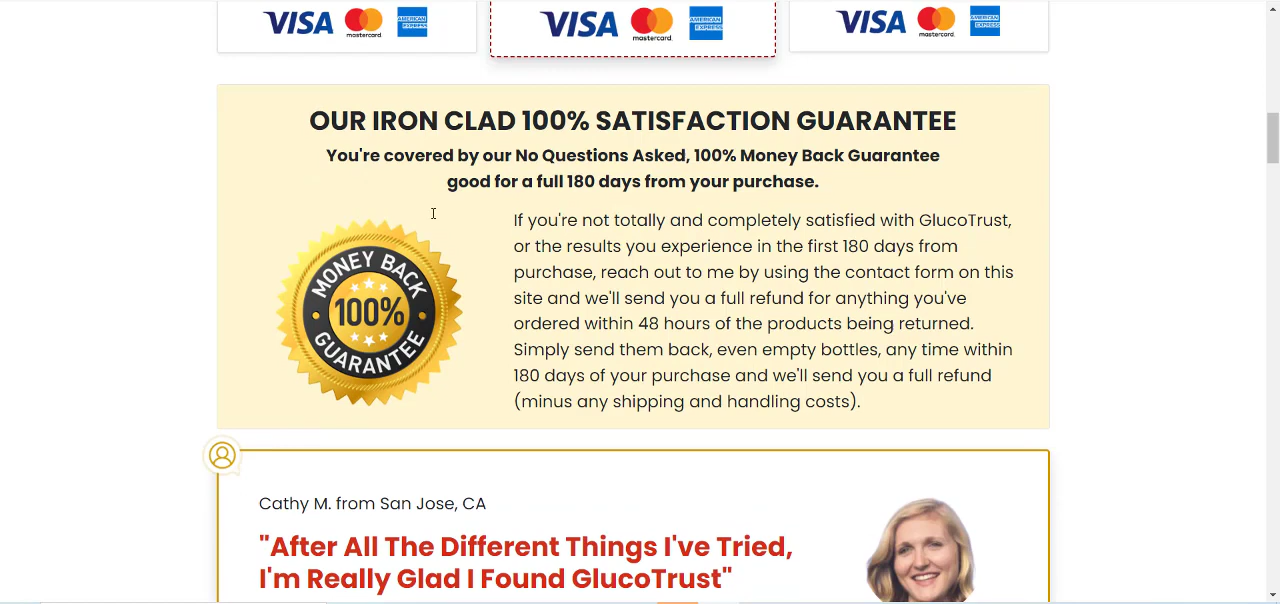 VISA mastercard AMERICAN EXPRESS
VISA mastercard AMERICAN EXPRESS
VISA mastercard AMERICAN EXPRESS
OUR IRON CLAD 100% SATISFACTION GUARANTEE
You're covered by our No Questions Asked, 100% Money Back Guarantee
good for a full 180 days from your purchase.
MONEY BACK
100%
GUARANTEE
If you're not totally and completely satisfied with GlucoTrust,
or the results you experience in the first 180 days from
purchase, reach out to me by using the contact form on this
site and we'll send you a full refund for anything you've
ordered within 48 hours of the products being returned.
Simply send them back, even empty bottles, any time within
180 days of your purchase and we'll send you a full refund
(minus any shipping and handling costs).
Cathy M. from San Jose, CA
"After All The Different Things I've Tried,
I'm Really Glad I Found GlucoTrust"